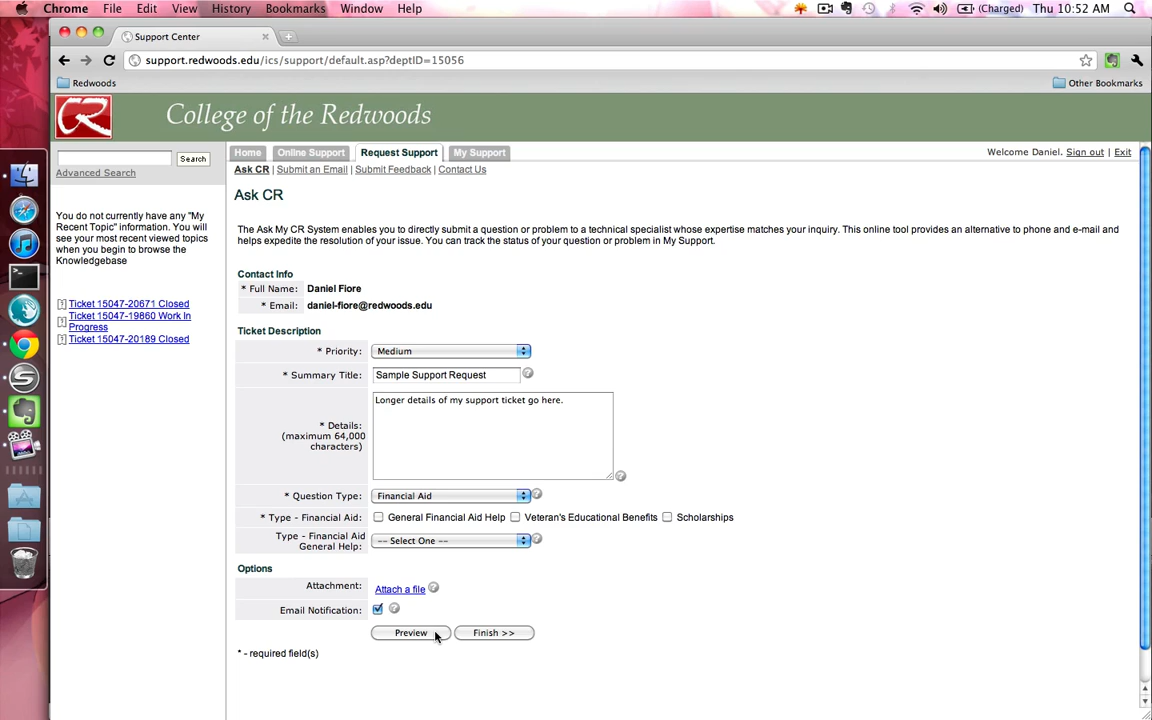 Chrome File Edit View History Bookmarks Window Help (Charged) Thu 10:52 AM
Support Center
support.redwoods.edu/ics/support/default.asp?deptID=15056
Redwoods Other Bookmarks
CR College of the Redwoods
Search
Advanced Search
Home Online Support Request Support My Support Welcome Daniel. Sign out | Exit
Ask CR | Submit an Email | Submit Feedback | Contact Us
Ask CR
You do not currently have any "My
Recent Topic" information. You will
see your most recent viewed topics
when you begin to browse the
Knowledgebase
[?] Ticket 15047-20671 Closed
[?] Ticket 15047-19860 Work In
Progress
[?] Ticket 15047-20189 Closed
The Ask My CR System enables you to directly submit a question or problem to a technical specialist whose expertise matches your inquiry. This online tool provides an alternative to phone and e-mail and
helps expedite the resolution of your issue. You can track the status of your question or problem in My Support.
Contact Info
* Full Name: Daniel Fiore
* Email: daniel-fiore@redwoods.edu
Ticket Description
* Priority: Medium
* Summary Title: Sample Support Request ?
* Details:
(maximum 64,000
characters)
Longer details of my support ticket go here.
?
* Question Type: Financial Aid ?
* Type - Financial Aid: General Financial Aid Help Veteran's Educational Benefits Scholarships
Type - Financial Aid
General Help: -- Select One -- ?
Options
Attachment: Attach a file ?
Email Notification: ?
Preview Finish >>
* - required field(s)